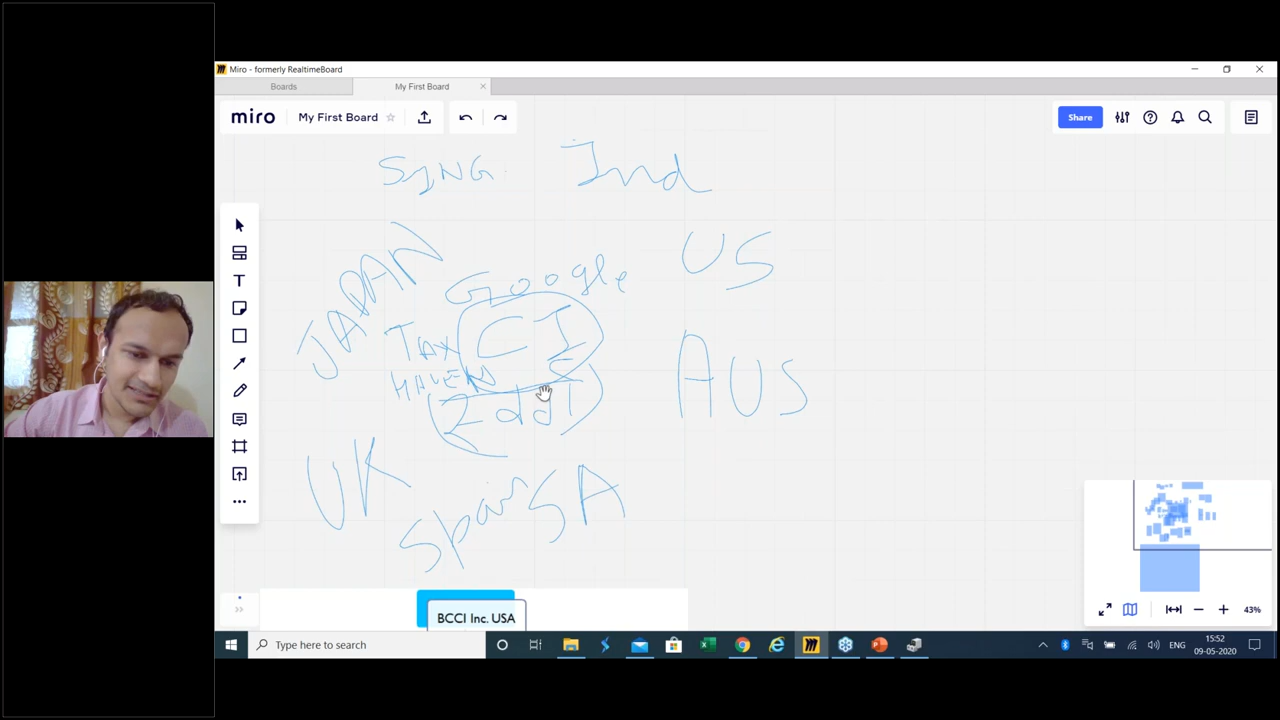 Miro - formerly RealtimeBoard
Boards
My First Board
miro
My First Board
Share
SING
Ind
JAPAN
Google
US
TAX
HAVEN
CI
AUS
UK
Spain
SA
BCCI Inc. USA
43%
Type here to search
ENG
15:52
09-05-2020